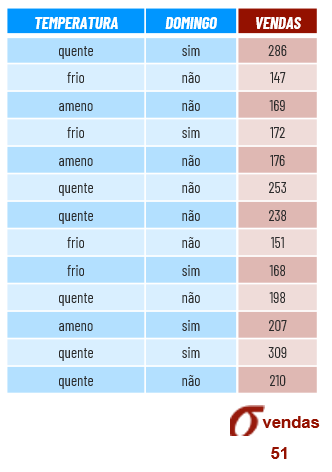 TEMPERATURA DOMINGO VENDAS
quente sim 286
frio não 147
ameno não 169
frio sim 172
ameno não 176
quente não 253
quente não 238
frio não 151
frio sim 168
quente não 198
ameno sim 207
quente sim 309
quente não 210
σ vendas
51